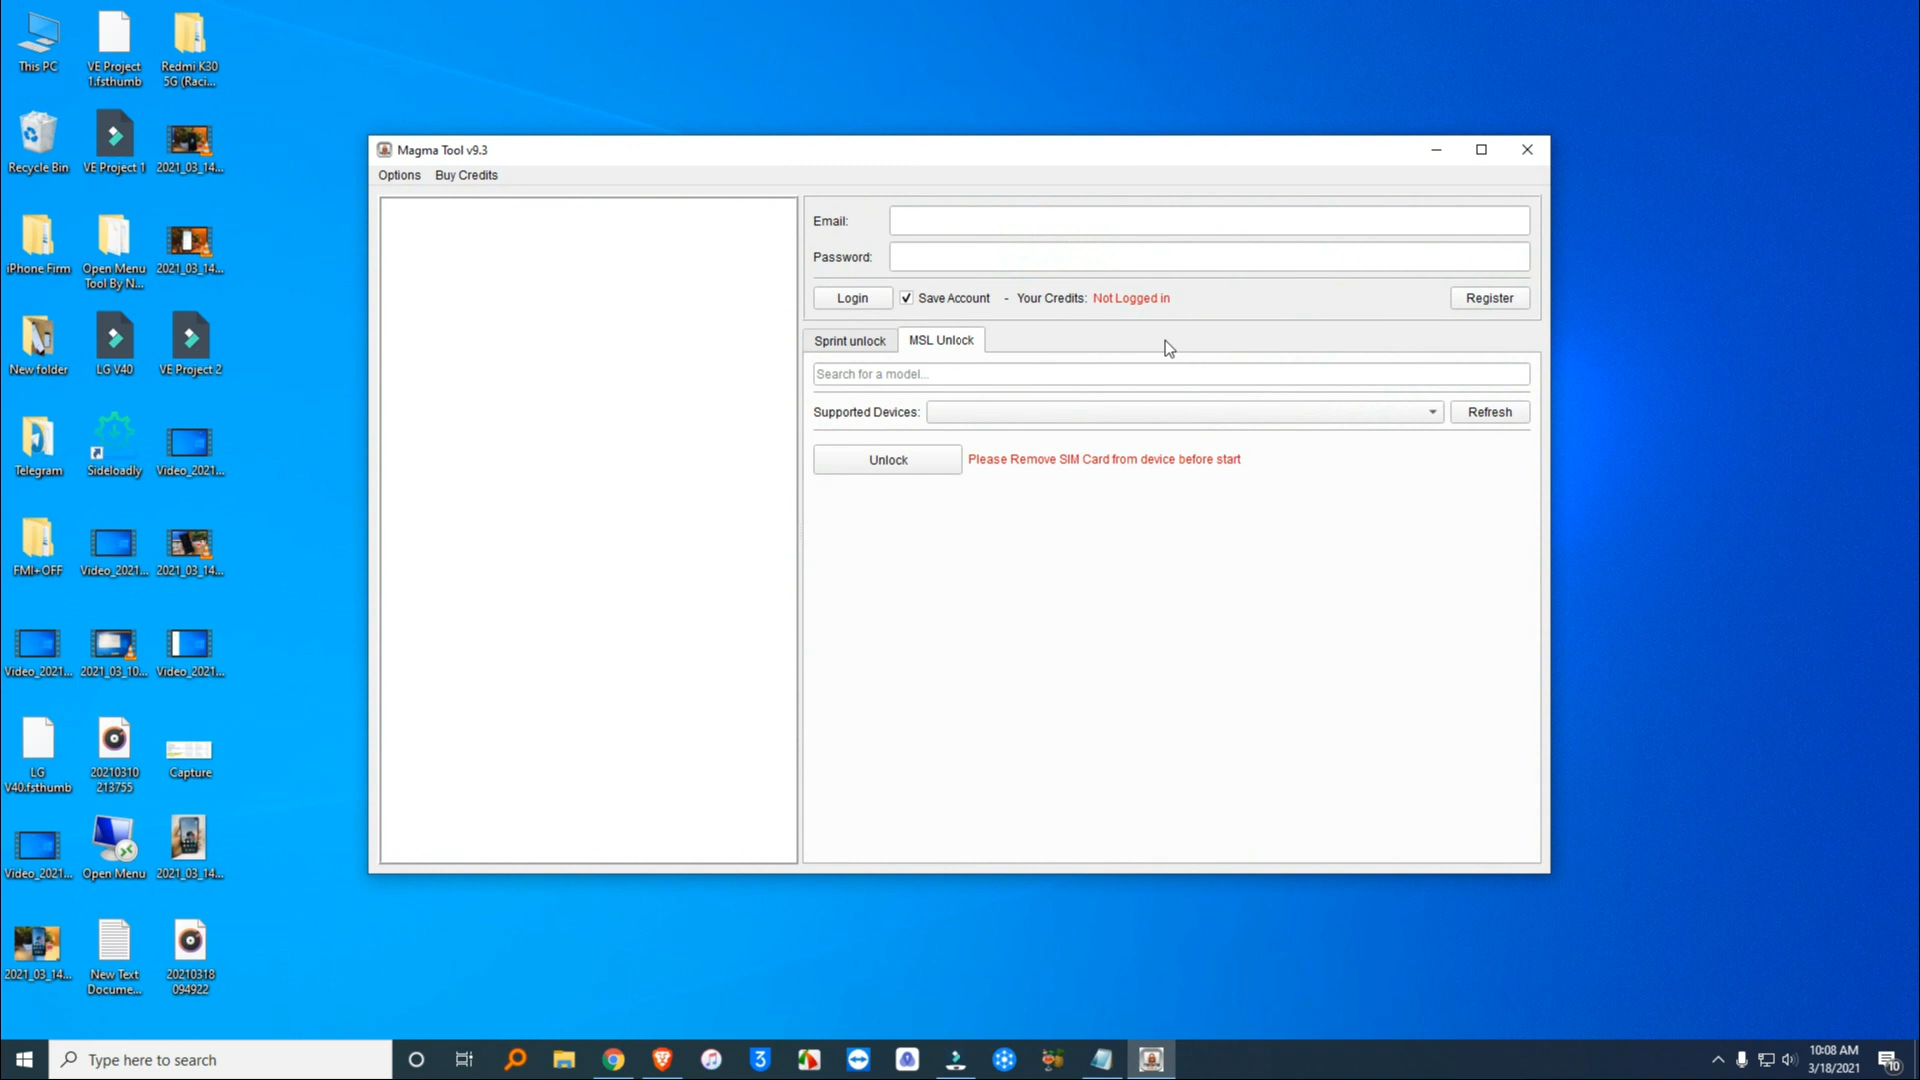 This PC
VE Project
1.fsthumb
Redmi K30
5G (Raci...
Recycle Bin
VE Project 1
2021_03_14...
iPhone Firm
Open Menu
Tool By N...
2021_03_14...
New folder
LG V40
VE Project 2
Telegram
Sideloadly
Video_2021...
FMI+OFF
Video_2021...
2021_03_14...
Video_2021...
2021_03_10...
Video_2021...
LG
V40.fsthumb
20210310
213755
Capture
Video_2021...
Open Menu
2021_03_14...
2021_03_14...
New Text
Docume...
20210318
094922
Magma Tool v9.3
Options Buy Credits
Email:
Password:
Login Save Account - Your Credits: Not Logged in Register
Sprint unlock MSL Unlock
Search for a model...
Supported Devices: Refresh
Unlock Please Remove SIM Card from device before start
Type here to search
3
10:08 AM
3/18/2021
10